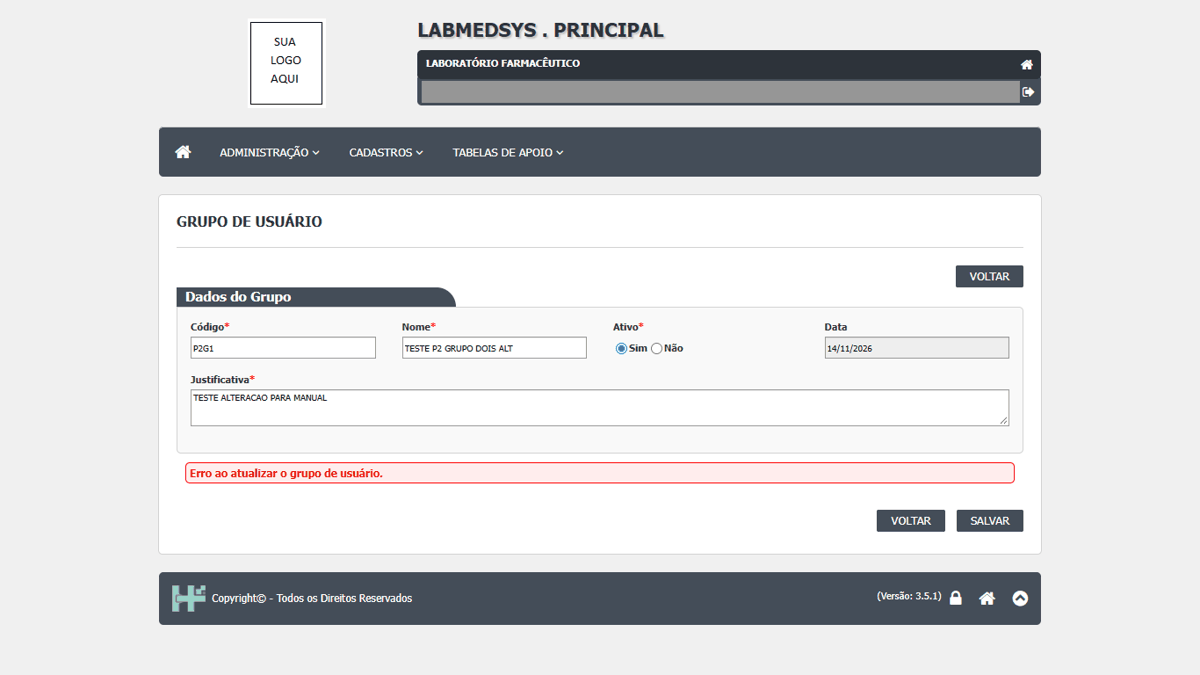 SUA
LOGO
AQUI
LABMEDSYS . PRINCIPAL
LABORATÓRIO FARMACÊUTICO
ADMINISTRAÇÃO CADASTROS TABELAS DE APOIO
GRUPO DE USUÁRIO
VOLTAR
Dados do Grupo
Código* Nome* Ativo* Data
P2G1 TESTE P2 GRUPO DOIS ALT Sim Não 14/11/2026
Justificativa*
TESTE ALTERACAO PARA MANUAL
Erro ao atualizar o grupo de usuário.
VOLTAR SALVAR
Copyright© - Todos os Direitos Reservados (Versão: 3.5.1)